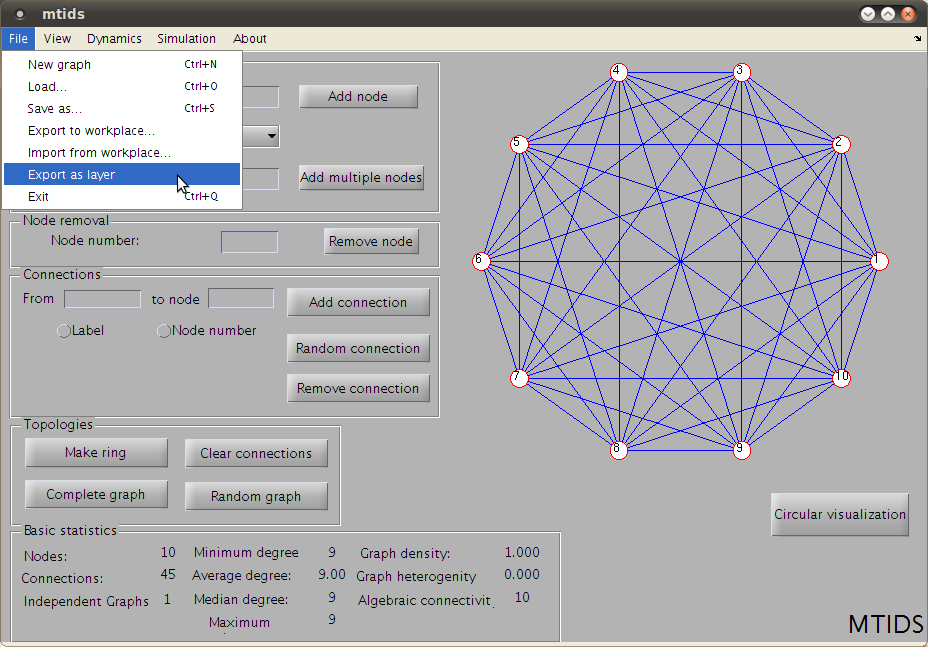 mtids
File View Dynamics Simulation About
New graph Ctrl+N
Load... Ctrl+O
Save as... Ctrl+S
Export to workplace...
Import from workplace...
Export as layer
Exit Ctrl+Q
Add node
Add multiple nodes
Node removal
Node number:
Remove node
Connections
From to node
Add connection
Label Node number
Random connection
Remove connection
Topologies
Make ring
Clear connections
Complete graph
Random graph
Basic statistics
Nodes: 10 Minimum degree 9 Graph density: 1.000
Connections: 45 Average degree: 9.00 Graph heterogenity 0.000
Independent Graphs 1 Median degree: 9 Algebraic connectivit 10
Maximum 9
4 3
5 2
6 1
7 10
8 9
Circular visualization
MTIDS